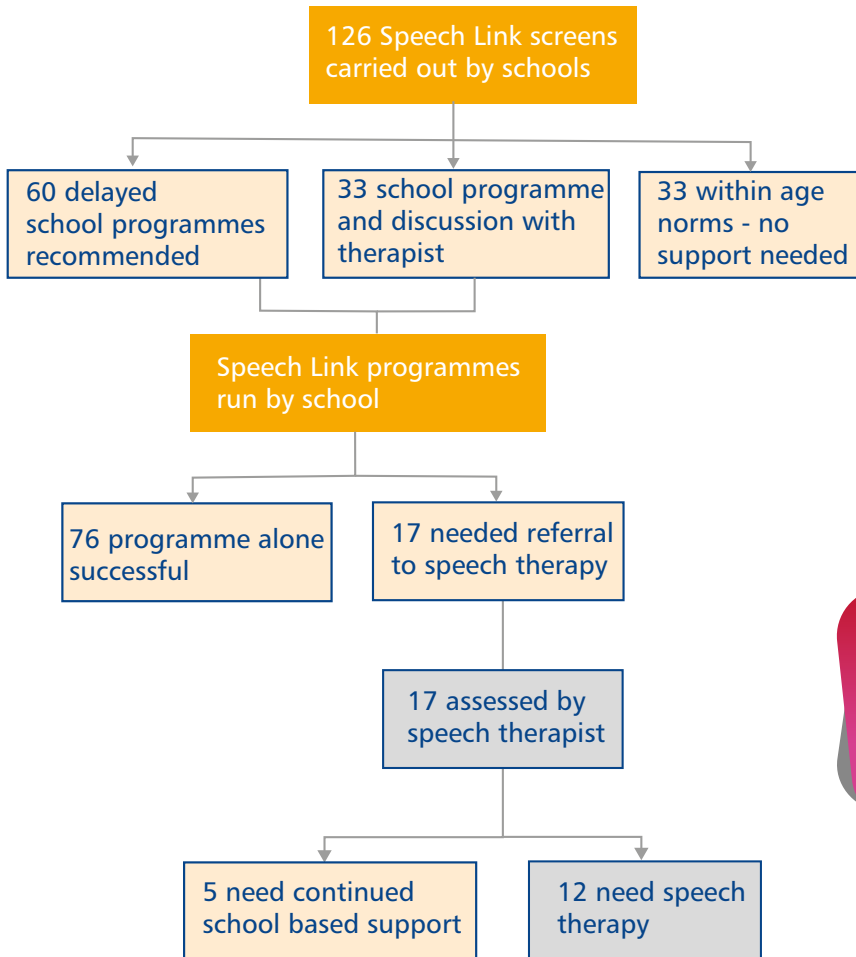 126 Speech Link screens
carried out by schools
60 delayed
school programmes
recommended
33 school programme
and discussion with
therapist
33 within age
norms - no
support needed
Speech Link programmes
run by school
76 programme alone
successful
17 needed referral
to speech therapy
17 assessed by
speech therapist
5 need continued
school based support
12 need speech
therapy